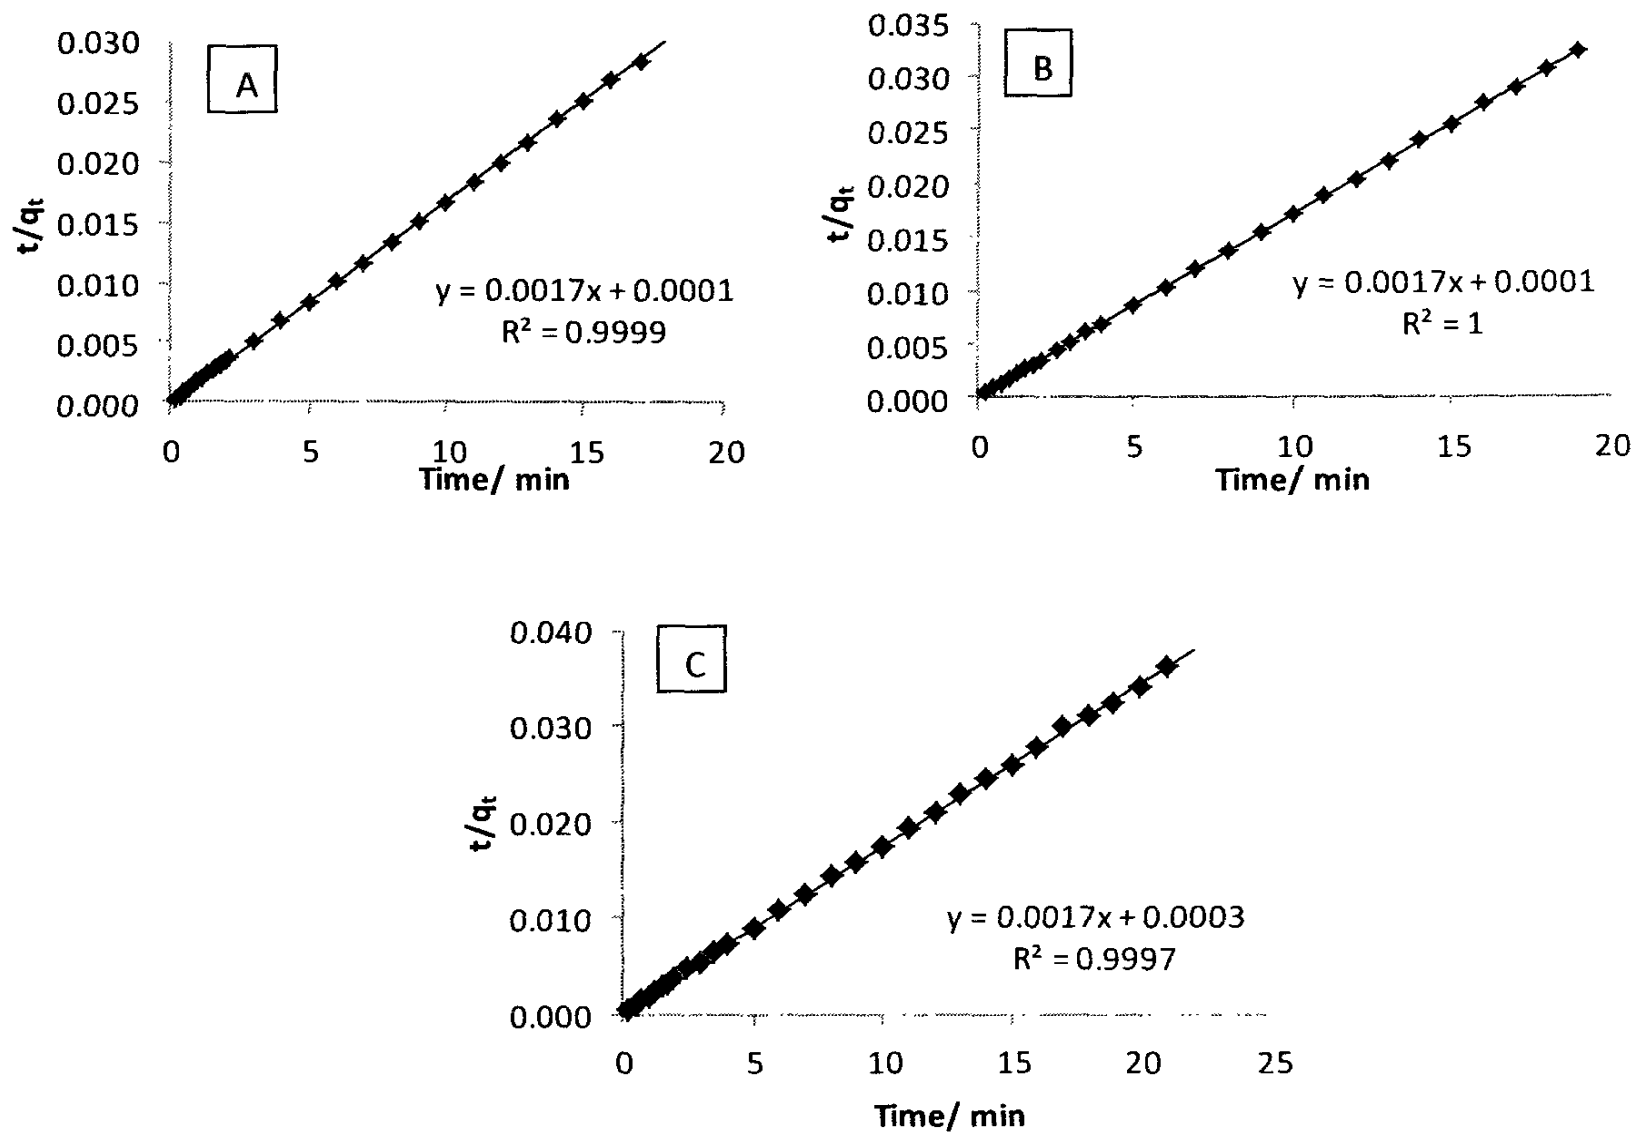 A
0.030
0.025
0.020
0.015
0.010
0.005
0.000
t/qt
y = 0.0017x + 0.0001
R² = 0.9999
0 5 10 15 20
Time/ min
B
0.035
0.030
0.025
0.020
0.015
0.010
0.005
0.000
t/qt
y = 0.0017x + 0.0001
R² = 1
0 5 10 15 20
Time/ min
C
0.040
0.030
0.020
0.010
0.000
t/qt
y = 0.0017x + 0.0003
R² = 0.9997
0 5 10 15 20 25
Time/ min